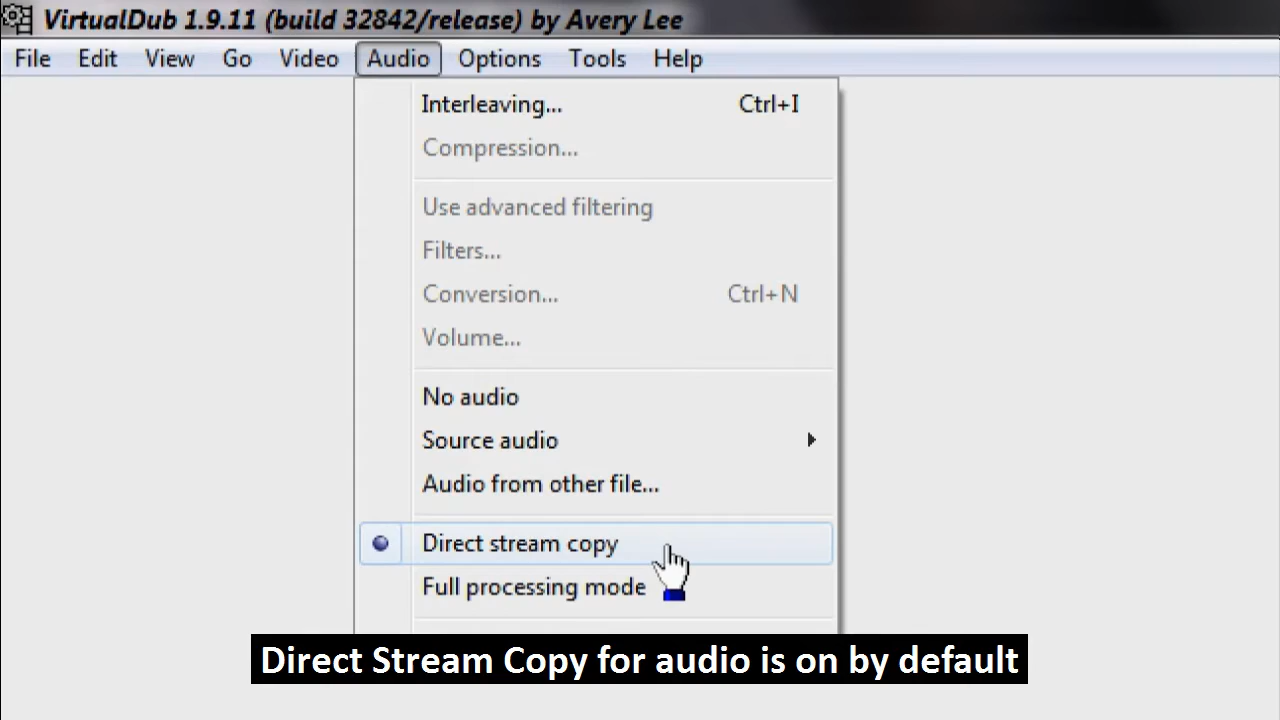 VirtualDub 1.9.11 (build 32842/release) by Avery Lee
File Edit View Go Video Audio Options Tools Help
Interleaving... Ctrl+I
Compression...
Use advanced filtering
Filters...
Conversion... Ctrl+N
Volume...
No audio
Source audio
Audio from other file...
Direct stream copy
Full processing mode
Direct Stream Copy for audio is on by default